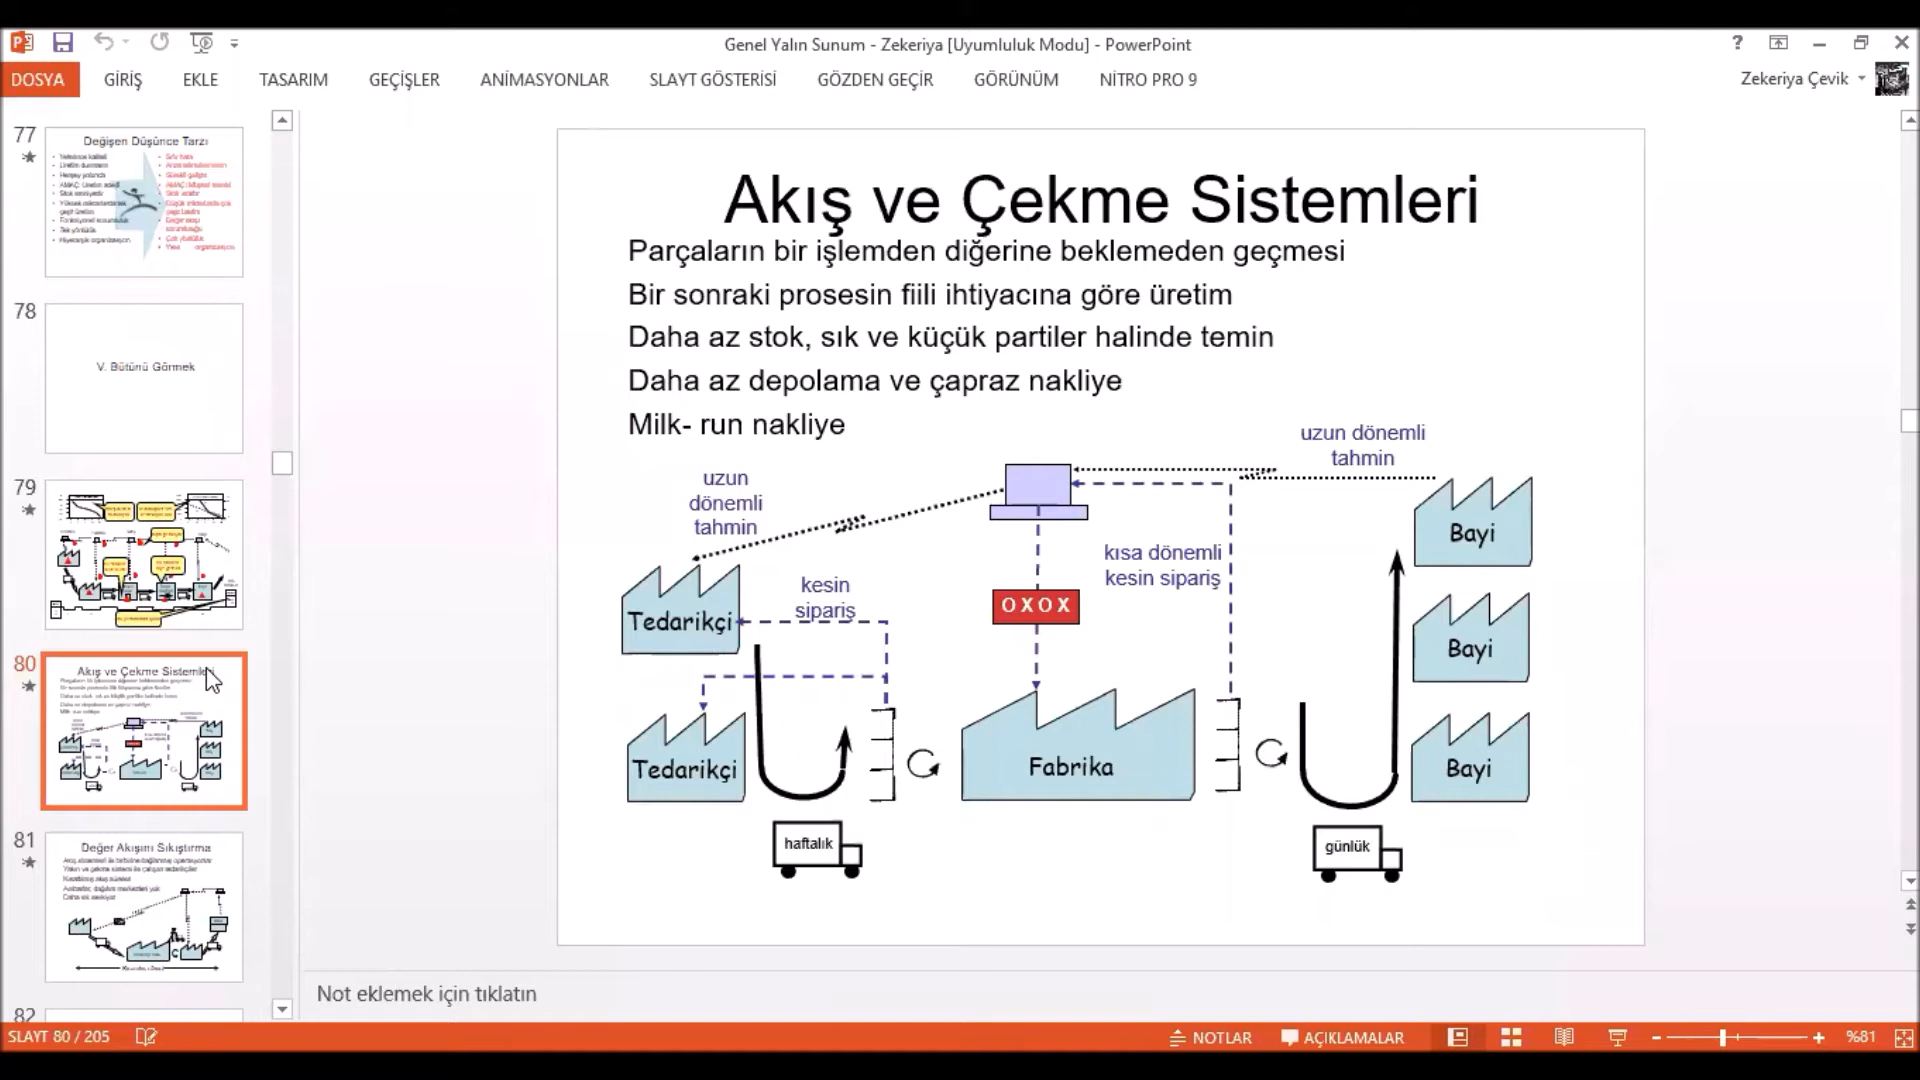 Genel Yalın Sunum - Zekeriya [Uyumluluk Modu] - PowerPoint
DOSYA GİRİŞ EKLE TASARIM GEÇİŞLER ANİMASYONLAR SLAYT GÖSTERİSİ GÖZDEN GEÇİR GÖRÜNÜM NİTRO PRO 9
Zekeriya Çevik
77
Değişen Düşünce Tarzı
78
V. Bütünü Görmek
79
80
Akış ve Çekme Sistemleri
81
Değer Akışını Sıkıştırma
82
Akış ve Çekme Sistemleri
Parçaların bir işlemden diğerine beklemeden geçmesi
Bir sonraki prosesin fiili ihtiyacına göre üretim
Daha az stok, sık ve küçük partiler halinde temin
Daha az depolama ve çapraz nakliye
Milk- run nakliye
uzun dönemli
tahmin
uzun
dönemli
tahmin
Bayi
kısa dönemli
kesin sipariş
kesin
sipariş
OXOX
Tedarikçi
Bayi
Tedarikçi
Fabrika
Bayi
haftalık
günlük
Not eklemek için tıklatın
SLAYT 80 / 205
NOTLAR
AÇIKLAMALAR
%81